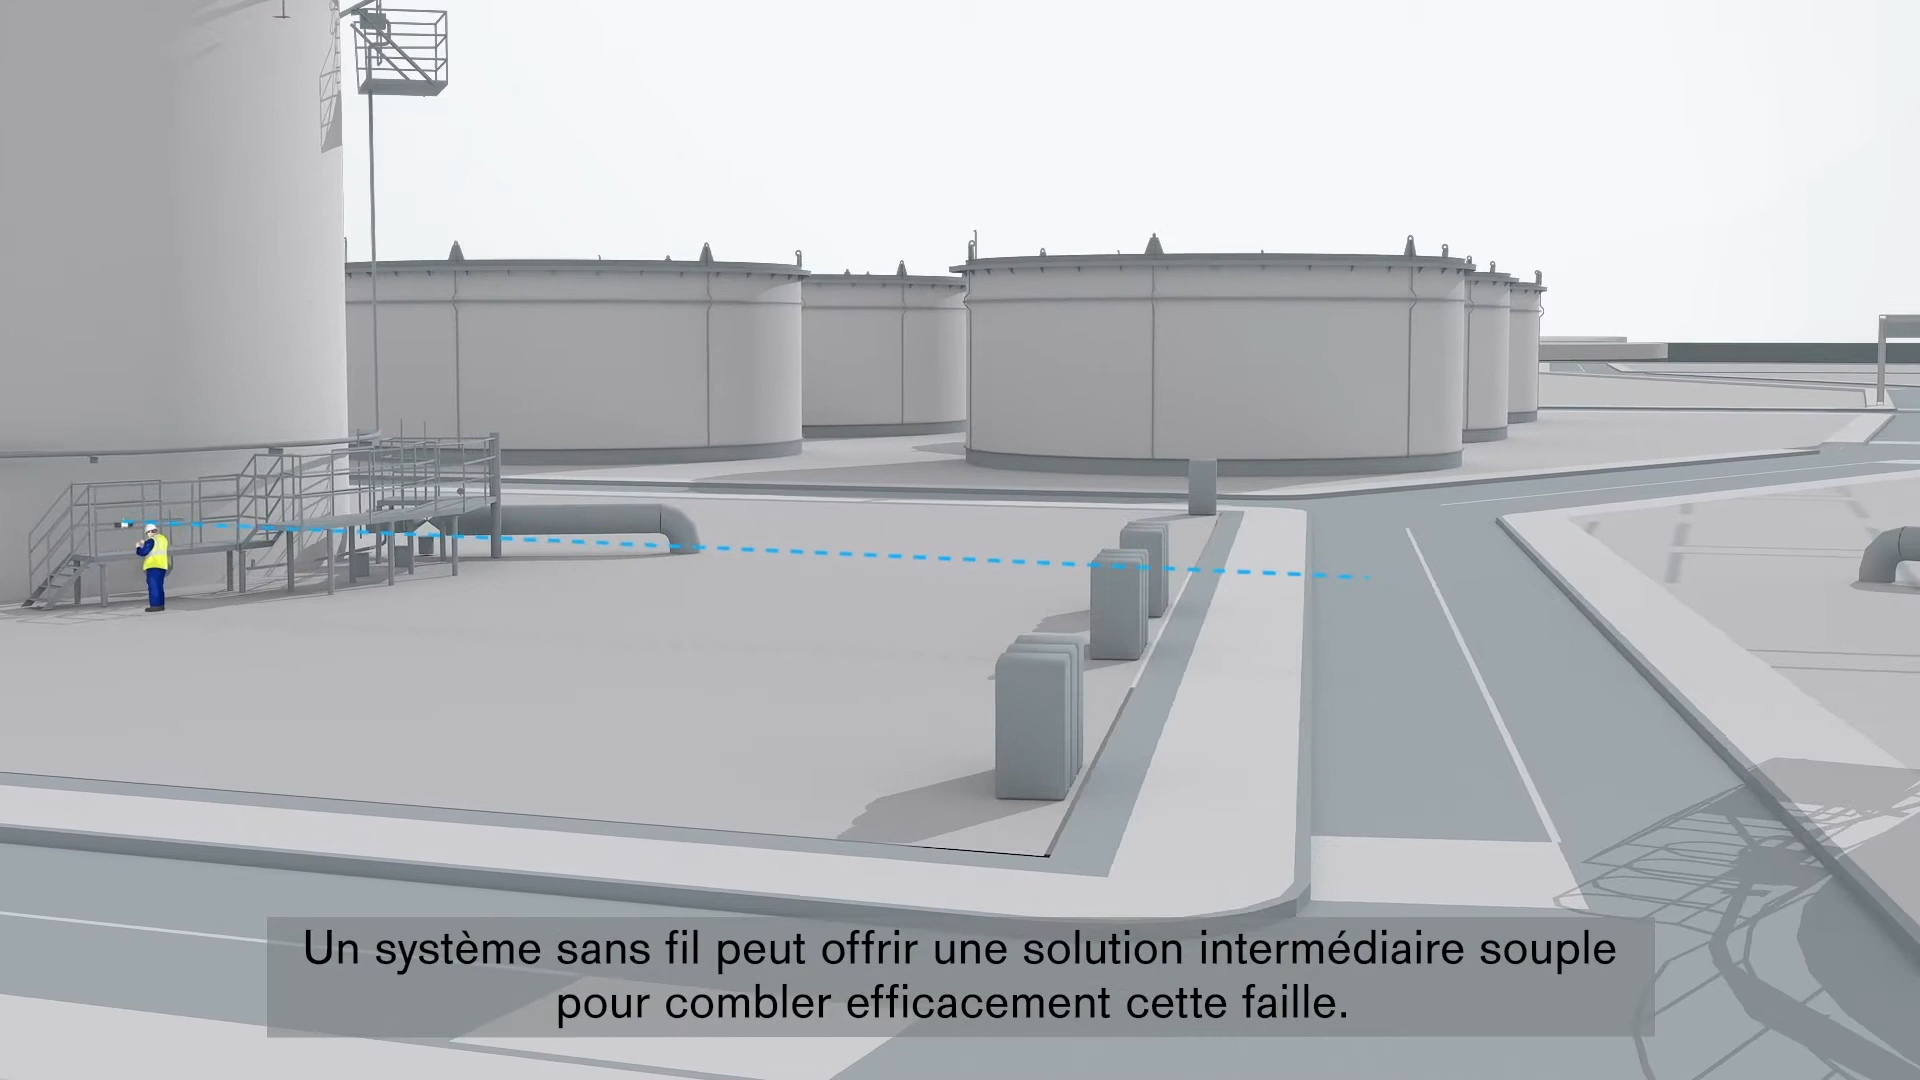 Un système sans fil peut offrir une solution intermédiaire souple
pour combler efficacement cette faille.